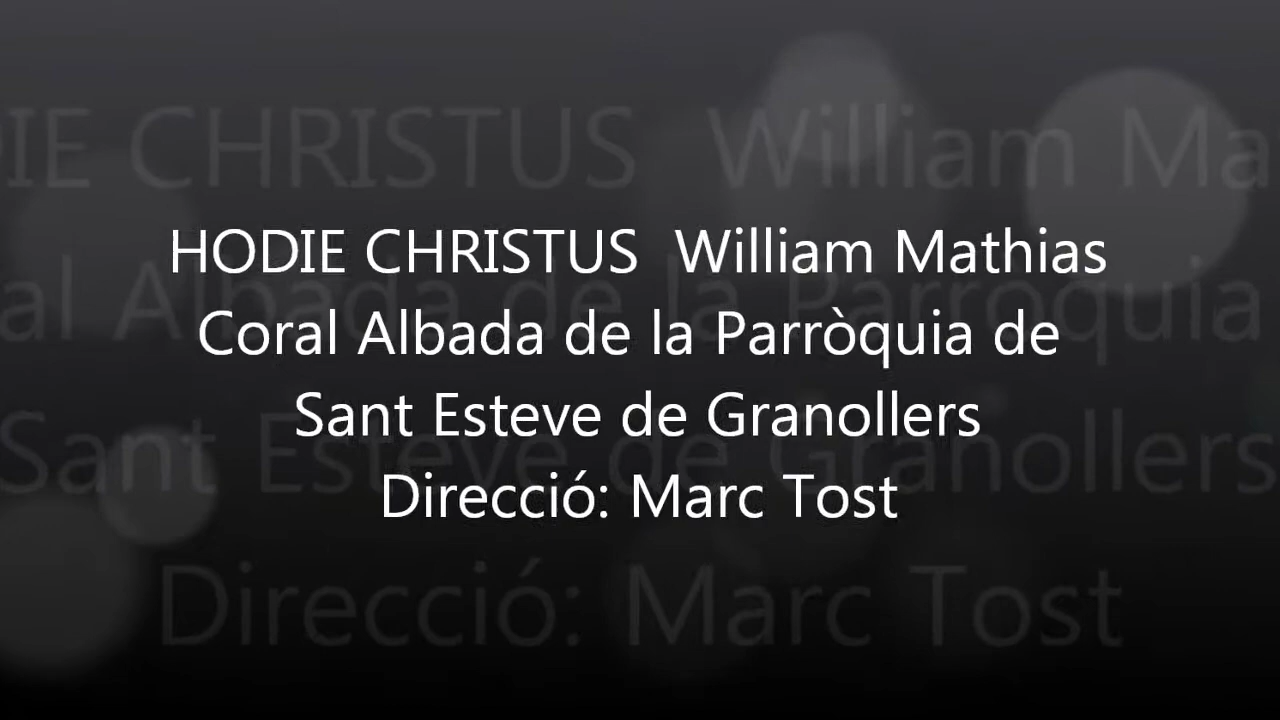 HODIE CHRISTUS  William Mathias
Coral Albada de la Parròquia de
Sant Esteve de Granollers
Direcció: Marc Tost